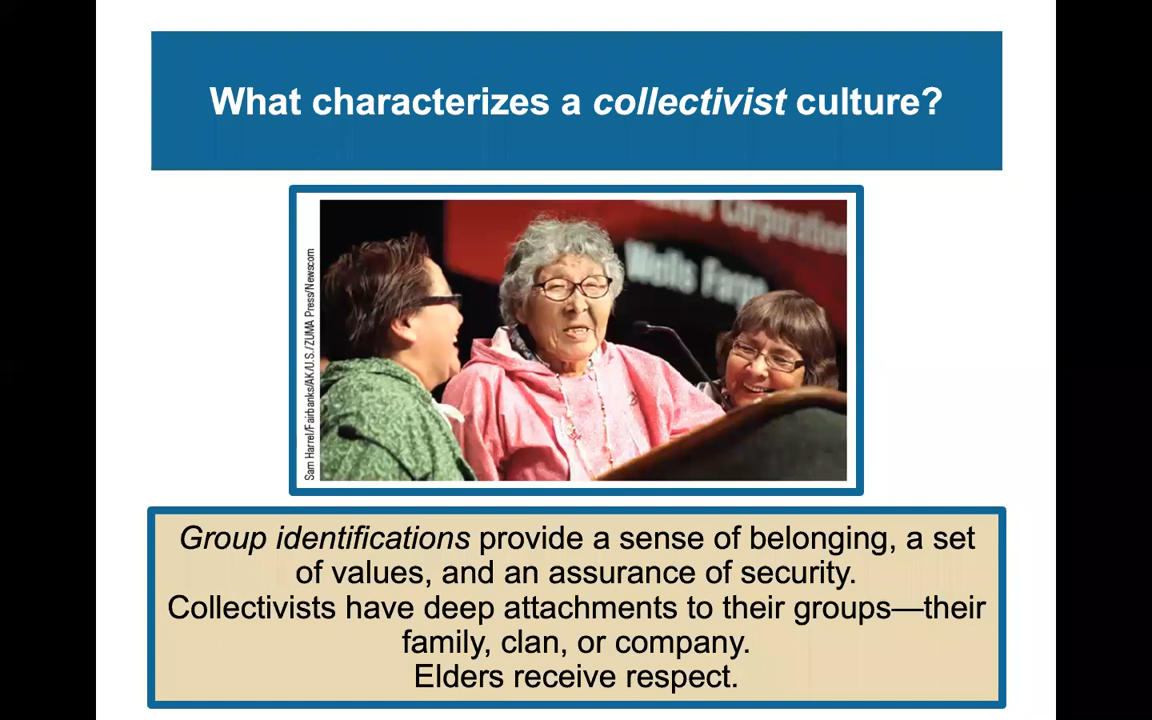 What characterizes a collectivist culture?
Corporation
Wells Fargo
Sam Harrel/Fairbanks/AK/U.S./ZUMA Press/Newscom
Group identifications provide a sense of belonging, a set
of values, and an assurance of security.
Collectivists have deep attachments to their groups—their
family, clan, or company.
Elders receive respect.